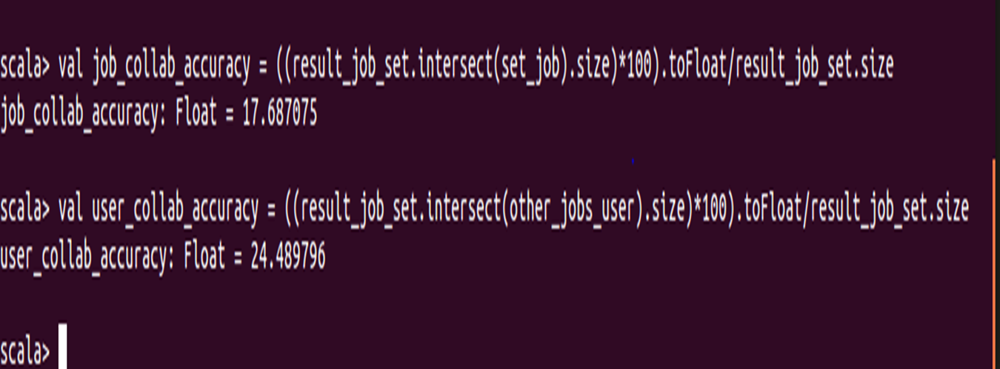 scala> val job_collab_accuracy = ((result_job_set.intersect(set_job).size)*100).toFloat/result_job_set.size
job_collab_accuracy: Float = 17.687075
scala> val user_collab_accuracy = ((result_job_set.intersect(other_jobs_user).size)*100).toFloat/result_job_set.size
user_collab_accuracy: Float = 24.489796
scala>